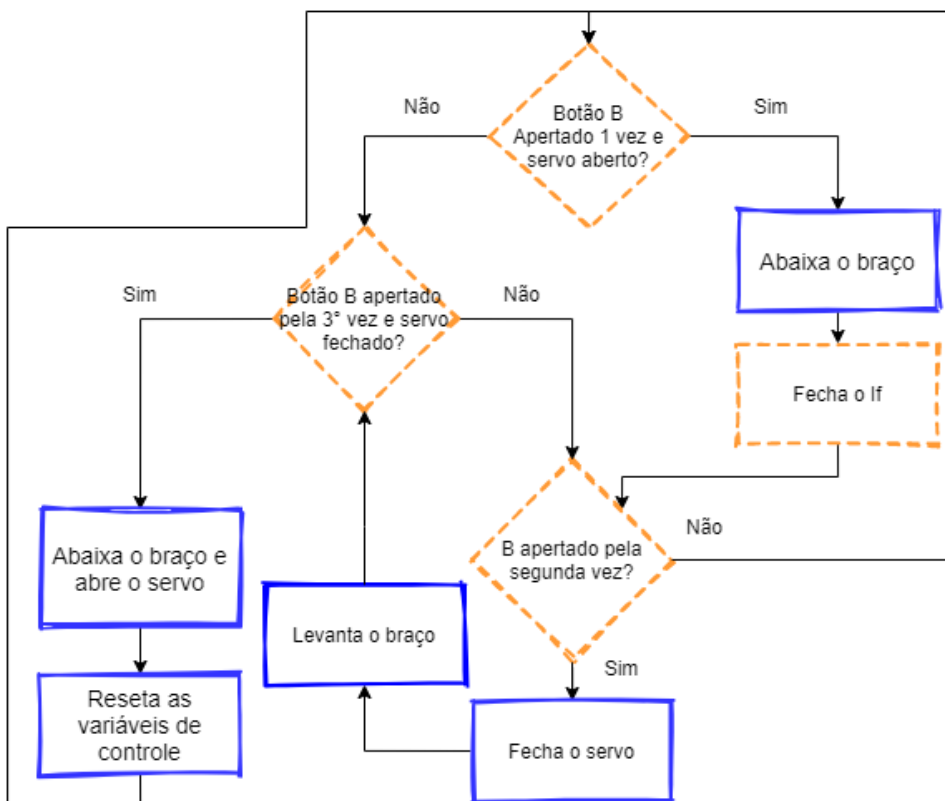 Não
Botão B
Apertado 1 vez e
servo aberto?
Sim
Abaixa o braço
Sim
Botão B apertado
pela 3° vez e servo
fechado?
Não
Fecha o If
Abaixa o braço e
abre o servo
Levanta o braço
B apertado pela
segunda vez?
Não
Sim
Reseta as
variáveis de
controle
Fecha o servo